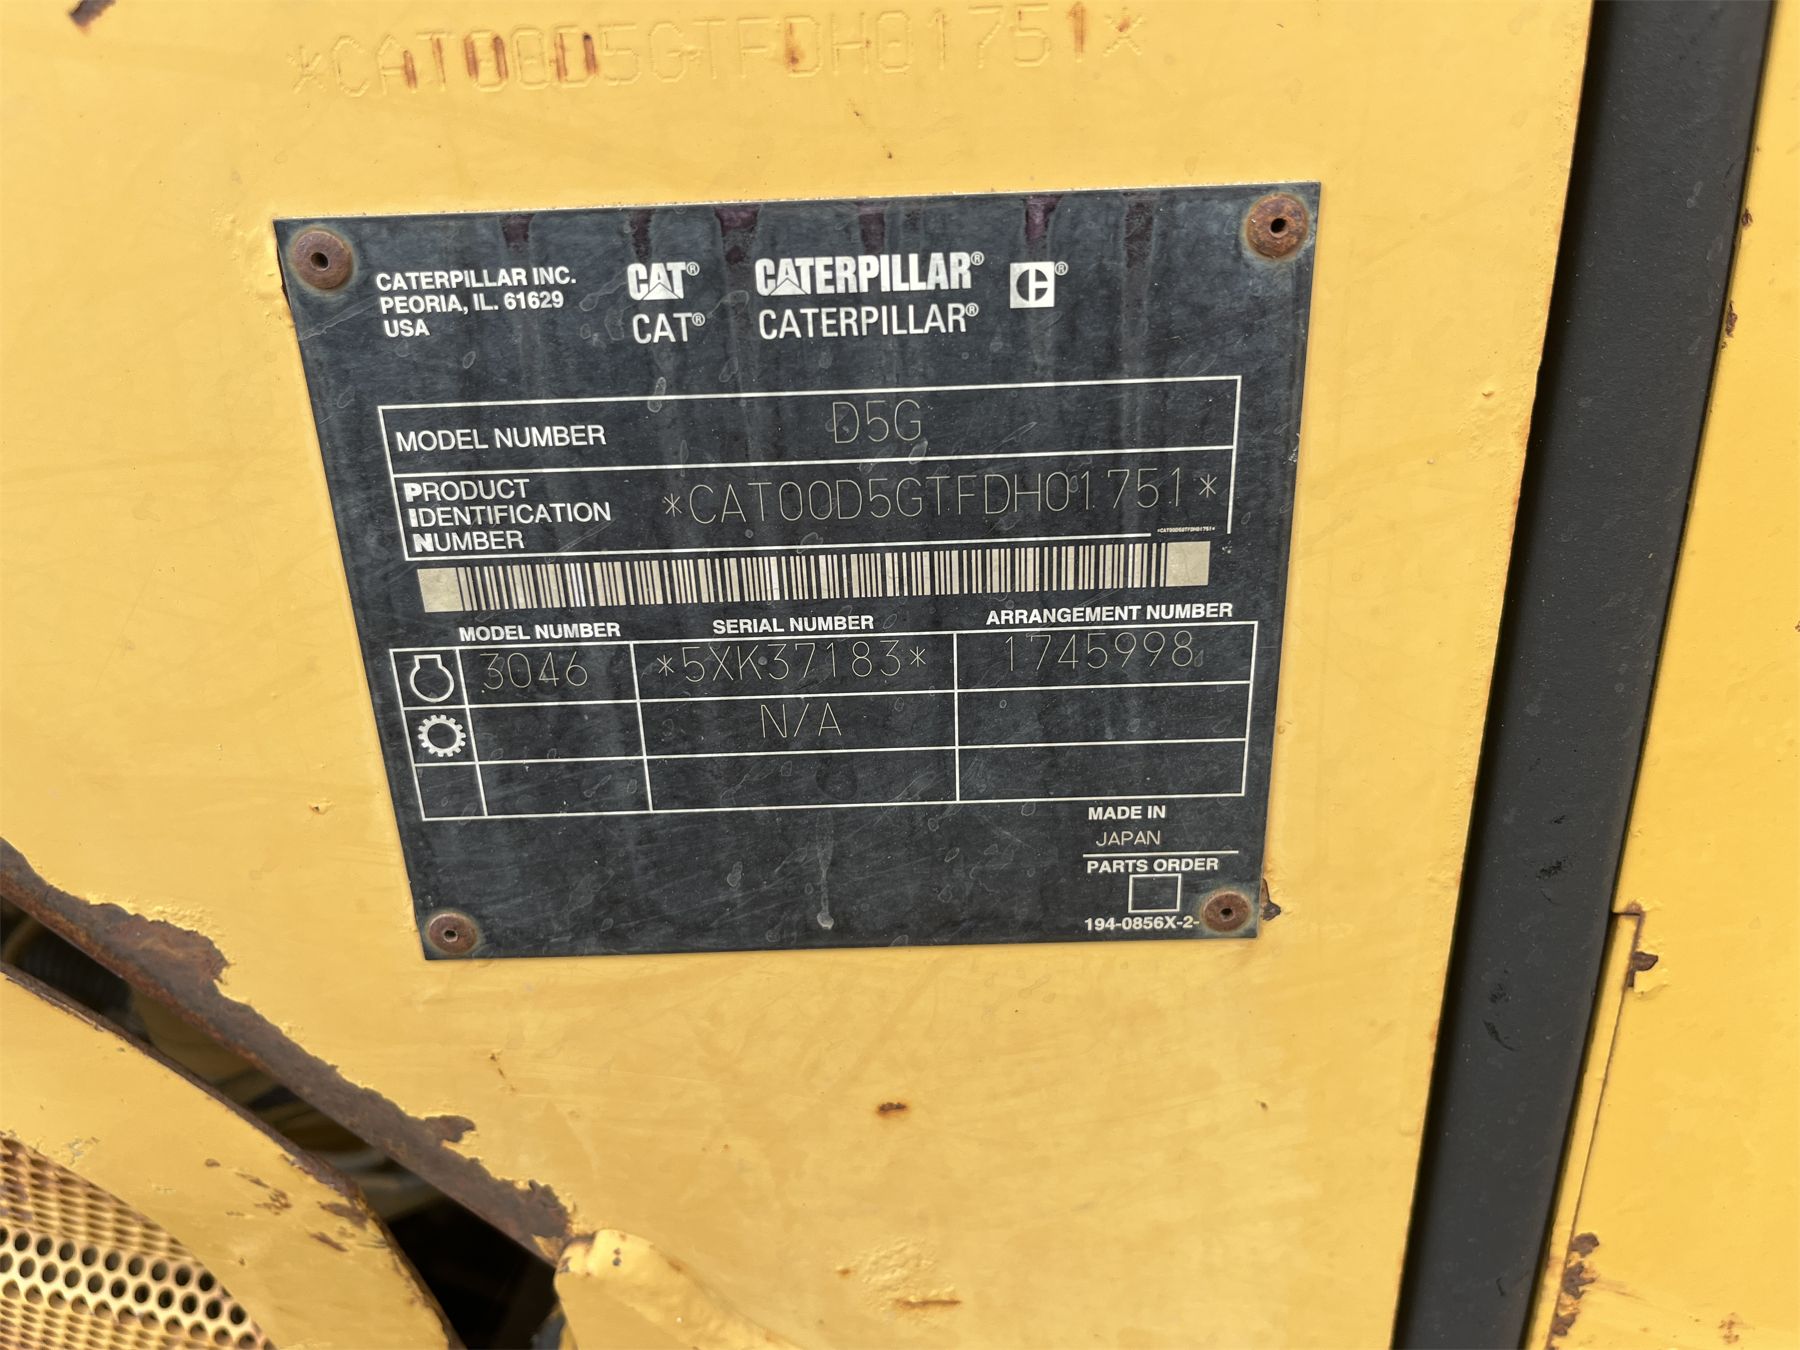 *CAT00D5GTFDH01751*
CATERPILLAR INC.
PEORIA, IL. 61629
USA
CAT® CATERPILLAR® ®
CAT® CATERPILLAR®
MODEL NUMBER D5G
PRODUCT
IDENTIFICATION
NUMBER
*CAT00D5GTFDH01751*
*CAT00D5GTFDH01751*
MODEL NUMBER SERIAL NUMBER ARRANGEMENT NUMBER
3046 *5XK37183* 1745998
N/A
MADE IN
JAPAN
PARTS ORDER
194-0856X-2-